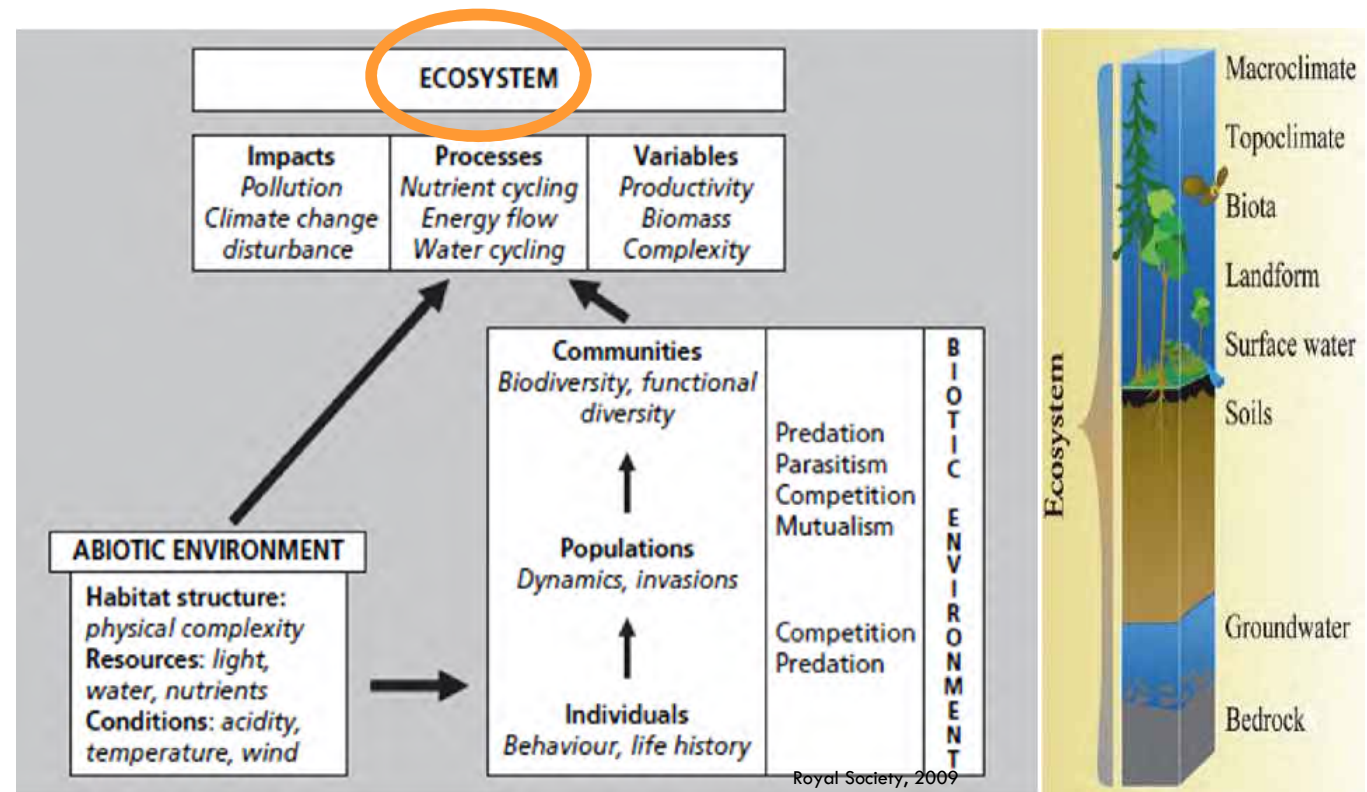 ECOSYSTEM
Impacts
Pollution
Climate change
disturbance
Processes
Nutrient cycling
Energy flow
Water cycling
Variables
Productivity
Biomass
Complexity
ABIOTIC ENVIRONMENT
Habitat structure:
physical complexity
Resources: light,
water, nutrients
Conditions: acidity,
temperature, wind
Communities
Biodiversity, functional
diversity
Populations
Dynamics, invasions
Individuals
Behaviour, life history
Predation
Parasitism
Competition
Mutualism
Competition
Predation
BIOTIC ENVIRONMENT
Royal Society, 2009
Ecosystem
Macroclimate
Topoclimate
Biota
Landform
Surface water
Soils
Groundwater
Bedrock